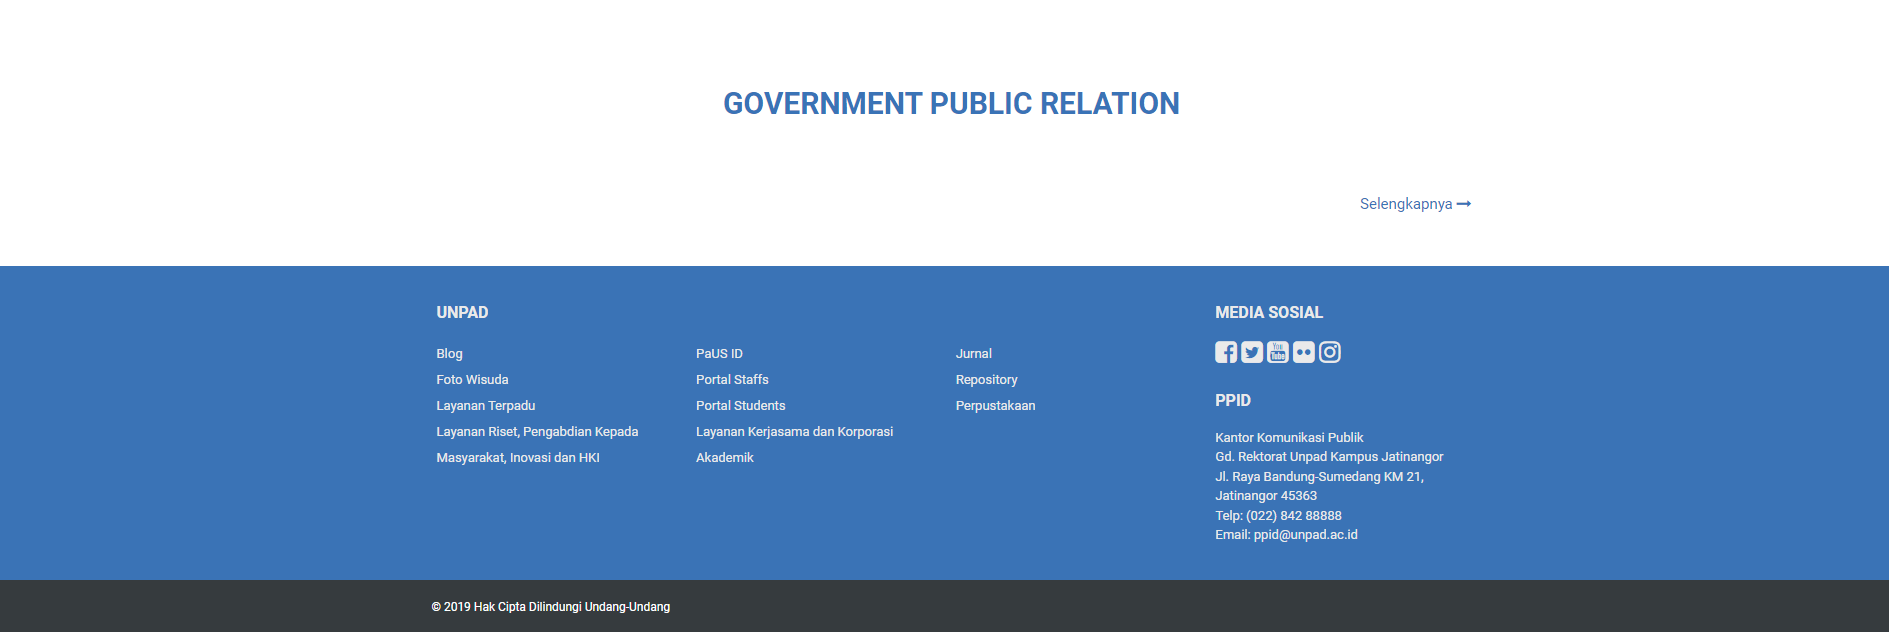 GOVERNMENT PUBLIC RELATION
Selengkapnya
UNPAD
Blog
Foto Wisuda
Layanan Terpadu
Layanan Riset, Pengabdian Kepada
Masyarakat, Inovasi dan HKI
PaUS ID
Portal Staffs
Portal Students
Layanan Kerjasama dan Korporasi
Akademik
Jurnal
Repository
Perpustakaan
MEDIA SOSIAL
You
Tube
PPID
Kantor Komunikasi Publik
Gd. Rektorat Unpad Kampus Jatinangor
Jl. Raya Bandung-Sumedang KM 21,
Jatinangor 45363
Telp: (022) 842 88888
Email: ppid@unpad.ac.id
© 2019 Hak Cipta Dilindungi Undang-Undang